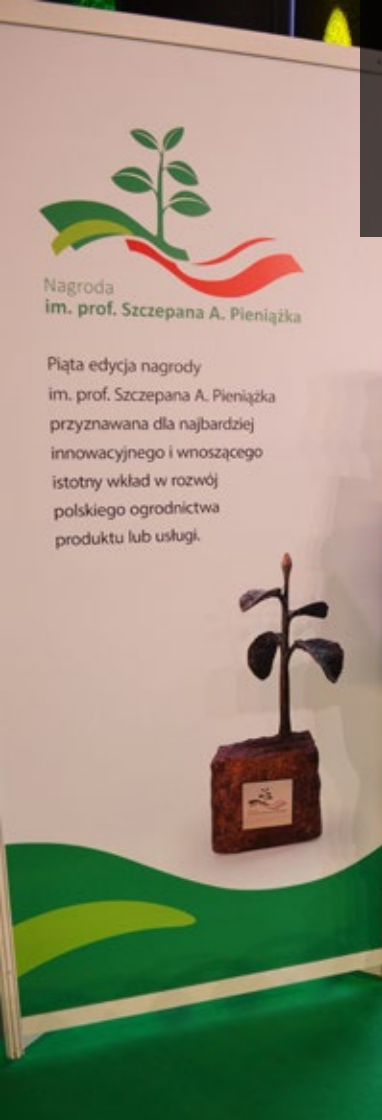 Nagroda
im. prof. Szczepana A. Pieniążka
Piąta edycja nagrody
im. prof. Szczepana A. Pieniążka
przyznawana dla najbardziej
innowacyjnego i wnoszącego
istotny wkład w rozwój
polskiego ogrodnictwa
produktu lub usługi.